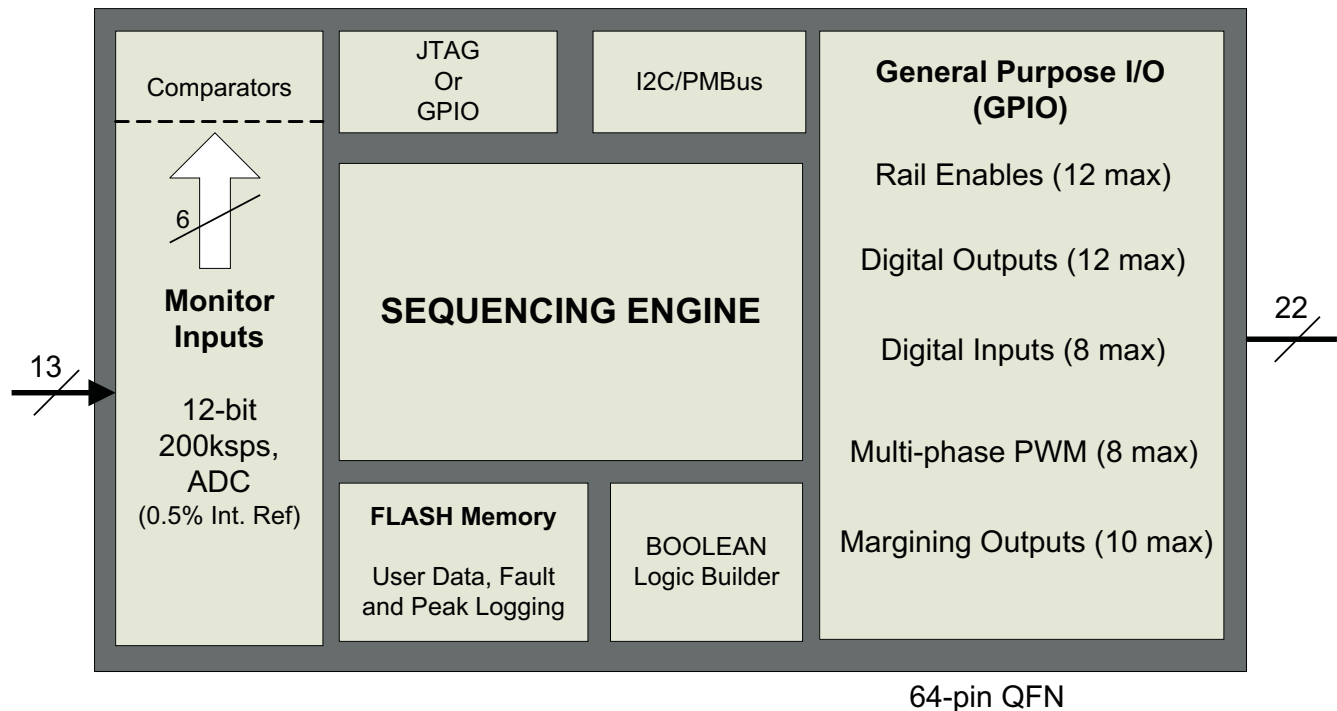 Comparators
6
Monitor
Inputs
12-bit
200ksps,
ADC
(0.5% Int. Ref)
13
JTAG
Or
GPIO
I2C/PMBus
SEQUENCING ENGINE
FLASH Memory
User Data, Fault
and Peak Logging
BOOLEAN
Logic Builder
General Purpose I/O
(GPIO)
Rail Enables (12 max)
Digital Outputs (12 max)
Digital Inputs (8 max)
Multi-phase PWM (8 max)
Margining Outputs (10 max)
22
64-pin QFN